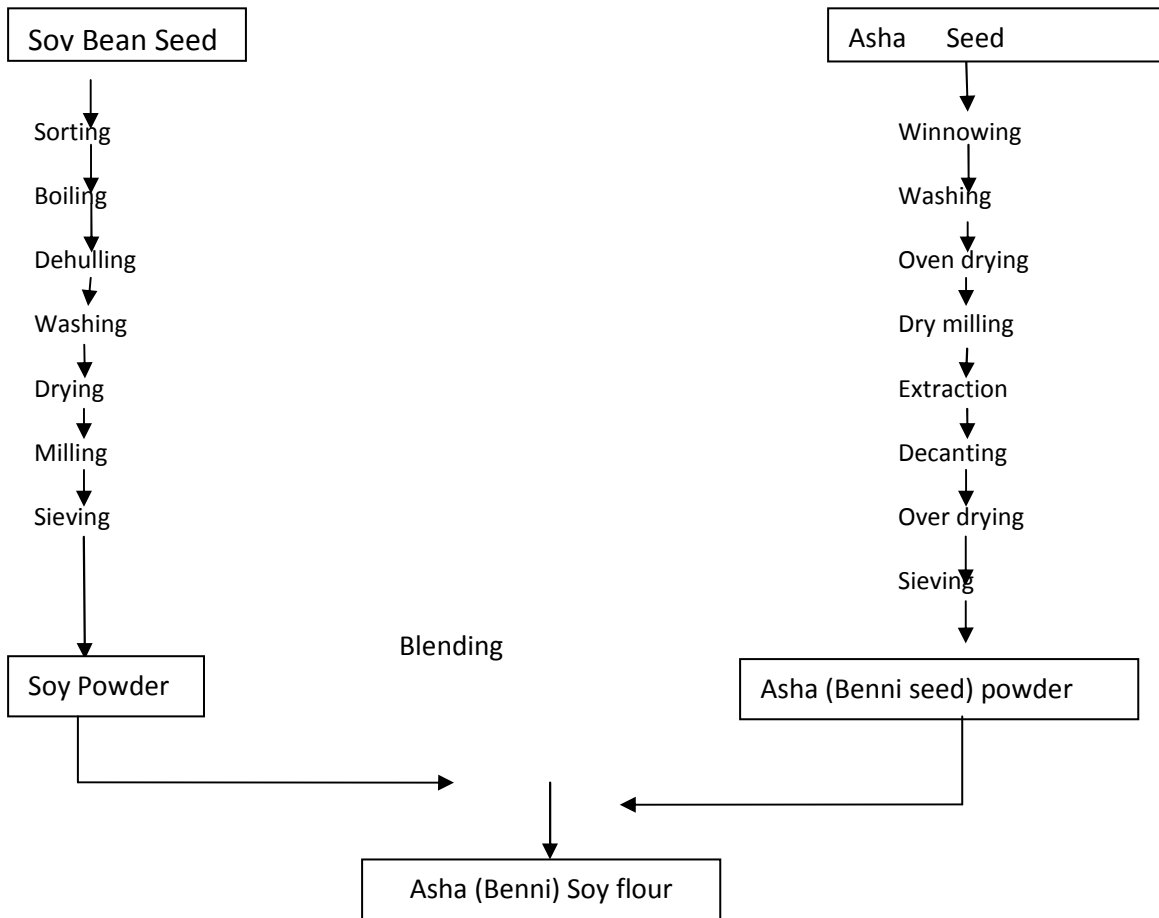 Soy Bean Seed
Sorting
Boiling
Dehulling
Washing
Drying
Milling
Sieving
Soy Powder
Asha Seed
Winnowing
Washing
Oven drying
Dry milling
Extraction
Decanting
Over drying
Sieving
Asha (Benni seed) powder
Blending
Asha (Benni) Soy flour